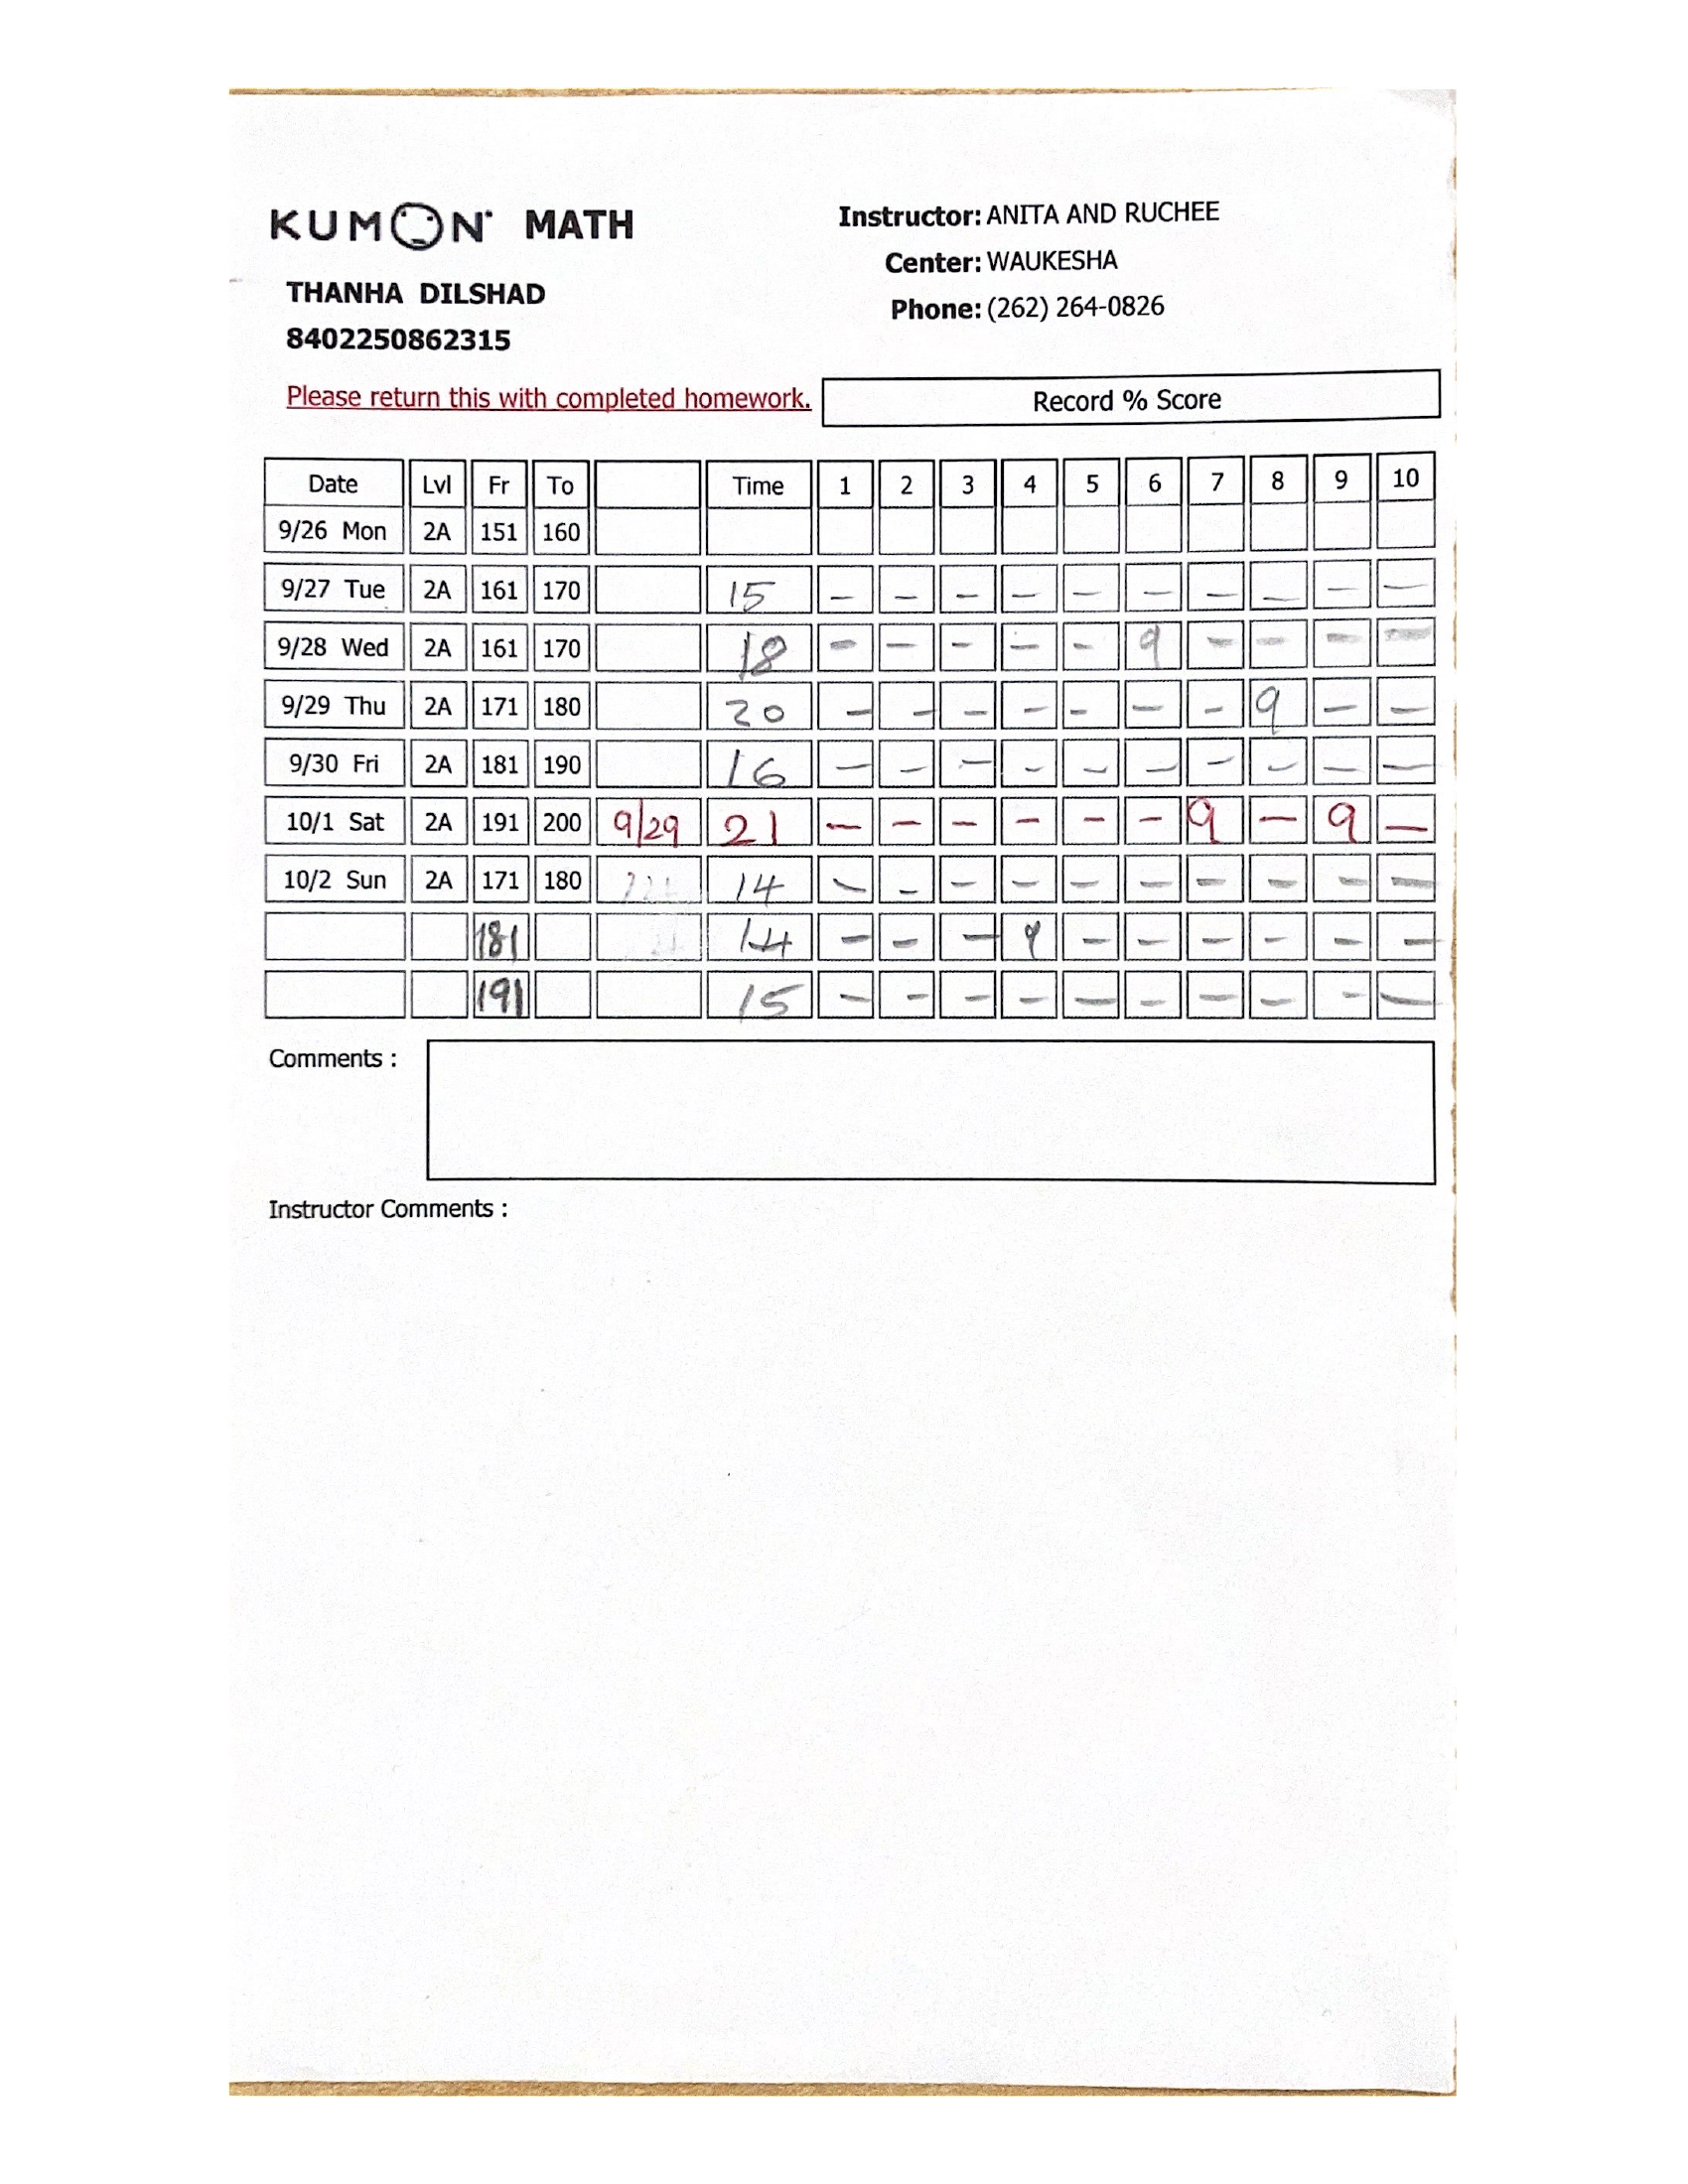 KUMON MATH
Instructor: ANITA AND RUCHEE
Center: WAUKESHA
THANHA DILSHAD
Phone: (262) 264-0826
8402250862315
Please return this with completed homework.
Record % Score
Date Lvl Fr To Time 1 2 3 4 5 6 7 8 9 10
9/26 Mon 2A 151 160
9/27 Tue 2A 161 170 15 - - - - - - - - - -
9/28 Wed 2A 161 170 18 - - - - - 9 - - - -
9/29 Thu 2A 171 180 20 - - - - - - - 9 - -
9/30 Fri 2A 181 190 16 - - - - - - - - - -
10/1 Sat 2A 191 200 9/29 21 - - - - - - 9 - 9 -
10/2 Sun 2A 171 180 14 - - - - - - - - - -
181 14 - - - 9 - - - - - -
191 15 - - - - - - - - - -
Comments :
Instructor Comments :